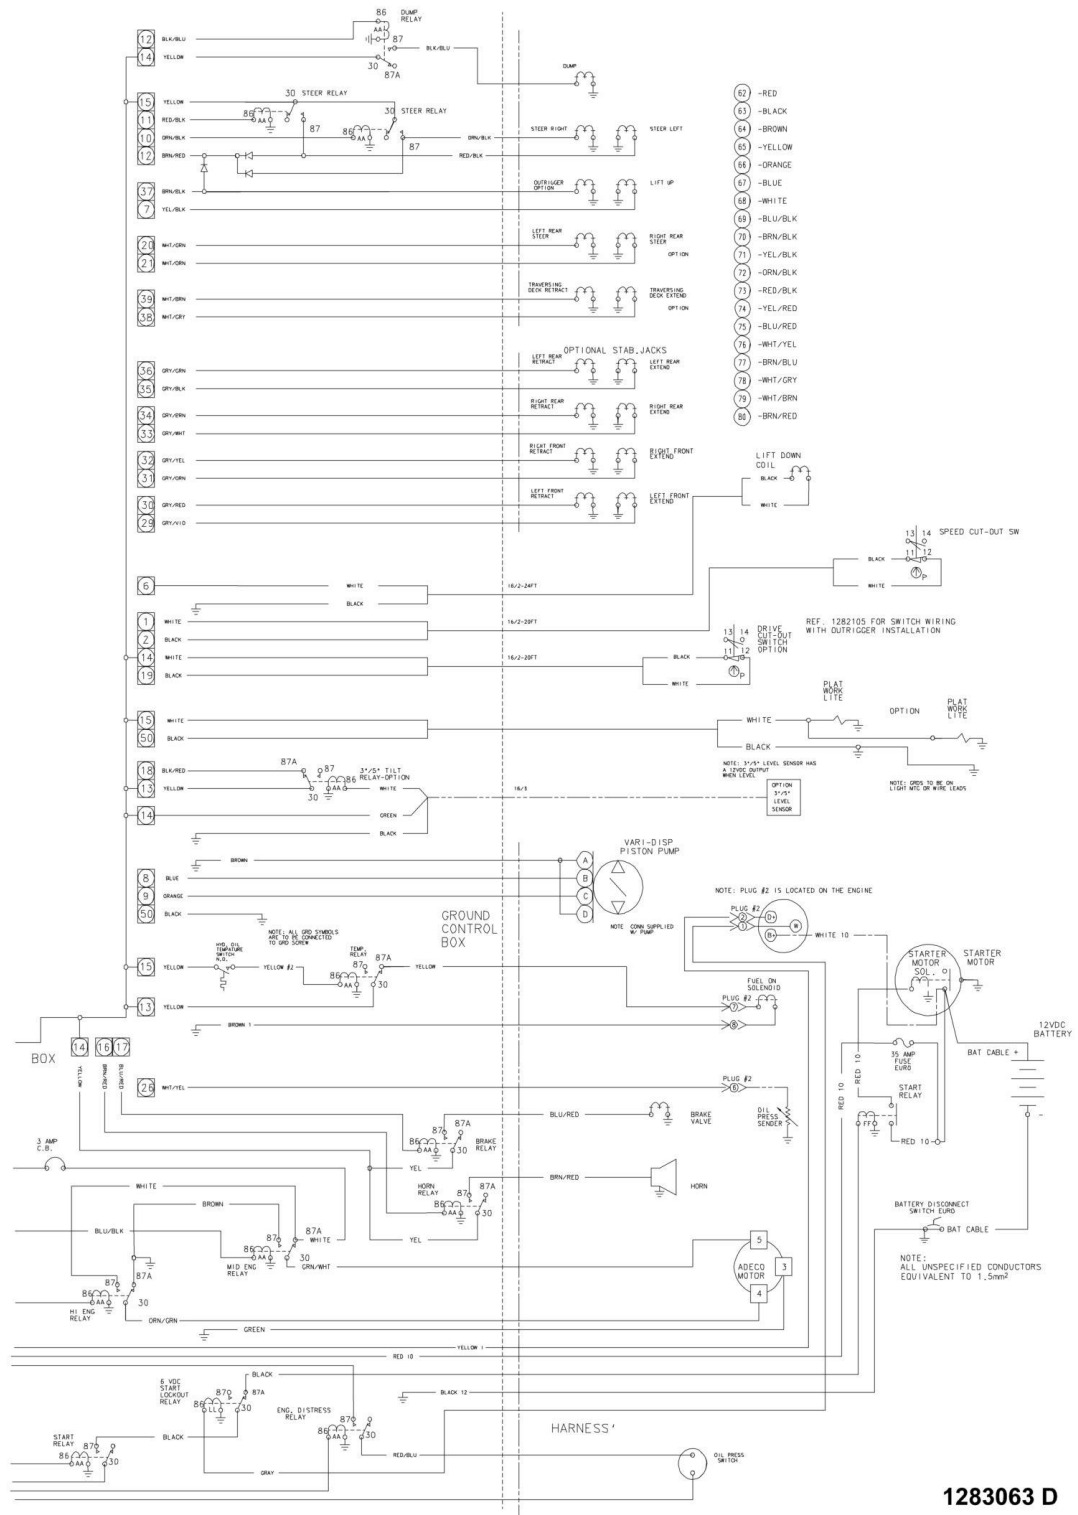 86
DUMP
RELAY
AA
12
BLK/BLU
87
BLK/BLU
14
YELLOW
30
87A
DUMP
15
YELLOW
30 STEER RELAY
11
RED/BLK
86
AA
30 STEER RELAY
87
10
ORN/BLK
86
AA
87
ORN/BLK
STEER RIGHT
STEER LEFT
12
BRN/RED
RED/BLK
37
BRN/BLK
OUTRIGGER
OPTION
LIFT UP
7
YEL/BLK
20
WHT/ORN
LEFT REAR
STEER
RIGHT REAR
STEER
OPTION
21
WHT/ORN
39
WHT/BRN
TRAVERSING
DECK RETRACT
TRAVERSING
DECK EXTEND
OPTION
38
WHT/GRY
62 -RED
63 -BLACK
64 -BROWN
65 -YELLOW
66 -ORANGE
67 -BLUE
68 -WHITE
69 -BLU/BLK
70 -BRN/BLK
71 -YEL/BLK
72 -ORN/BLK
73 -RED/BLK
74 -YEL/RED
75 -BLU/RED
76 -WHT/YEL
77 -BRN/BLU
78 -WHT/GRY
79 -WHT/BRN
80 -BRN/RED
OPTIONAL STAB.JACKS
36
GRY/GRN
LEFT REAR
RETRACT
LEFT REAR
EXTEND
35
GRY/BLK
34
GRY/BRN
RIGHT REAR
RETRACT
RIGHT REAR
EXTEND
33
GRY/WHT
32
GRY/YEL
RIGHT FRONT
RETRACT
RIGHT FRONT
EXTEND
31
GRY/ORN
30
GRY/RED
LEFT FRONT
RETRACT
LEFT FRONT
EXTEND
29
GRY/VIO
LIFT DOWN
COIL
BLACK
WHITE
13 14
SPEED CUT-OUT SW
11 12
BLACK
P
WHITE
6
WHITE
16/2-24FT
BLACK
1
WHITE
16/2-20FT
2
BLACK
14
WHITE
16/2-20FT
19
BLACK
REF. 1282105 FOR SWITCH WIRING
WITH OUTRIGGER INSTALLATION
13 14
DRIVE
CUT-OUT
SWITCH
OPTION
11 12
BLACK
P
WHITE
PLAT
WORK
LITE
OPTION
PLAT
WORK
LITE
15
WHITE
WHITE
50
BLACK
BLACK
NOTE: 3°/5° LEVEL SENSOR HAS
A 12VDC OUTPUT
WHEN LEVEL
NOTE: GRDS TO BE ON
LIGHT MTG OR WIRE LEADS
18
BLK/RED
87A
87
3°/5° TILT
RELAY-OPTION
86
13
YELLOW
30
AA
WHITE
16/3
OPTION
3°/5°
LEVEL
SENSOR
14
GREEN
BLACK
VARI-DISP
PISTON PUMP
BROWN
A
8
BLUE
B
9
ORANGE
C
50
BLACK
D
NOTE CONN SUPPLIED
W/ PUMP
GROUND
CONTROL
BOX
NOTE: PLUG #2 IS LOCATED ON THE ENGINE
PLUG #2
2
D+
1
W
B+
WHITE 10
NOTE: ALL GRD SYMBOLS
ARE TO BE CONNECTED
TO GRD SCREW
HYD. OIL
TEMPATURE
SWITCH
N.O.
TEMP.
RELAY
87
87A
15
YELLOW
YELLOW #2
86
AA
30
YELLOW
STARTER
MOTOR
SOL.
STARTER
MOTOR
FUEL ON
SOLENOID
13
YELLOW
PLUG #2
7
BROWN 1
8
12VDC
BATTERY
BAT CABLE +
-
35 AMP
FUSE
EURO
RED 10
RED 10
START
RELAY
FF
RED 10
BOX
14
16
17
YELLOW
BRN/RED
BLU/RED
26
WHT/YEL
PLUG #2
6
OIL
PRESS
SENDER
BLU/RED
BRAKE
VALVE
87
87A
86
AA
30
BRAKE
RELAY
3 AMP
C.B.
YEL
BRN/RED
HORN
HORN
RELAY
87
87A
86
AA
30
YEL
WHITE
BROWN
BLU/BLK
87
87A
WHITE
86
AA
30
MID ENG
RELAY
GRN/WHT
BATTERY DISCONNECT
SWITCH EURO
BAT CABLE
NOTE:
ALL UNSPECIFIED CONDUCTORS
EQUIVALENT TO 1.5mm²
5
ADECO
MOTOR
3
4
87
87A
86
AA
30
HI ENG
RELAY
ORN/GRN
GREEN
YELLOW 1
RED 10
BLACK
6 VDC
START
LOCKOUT
RELAY
87
87A
86
LL
30
BLACK 12
ENG. DISTRESS
RELAY
87
86
AA
30
HARNESS'
START
RELAY
87
86
AA
30
BLACK
RED/BLU
GRAY
OIL PRESS
SWITCH
1283063 D